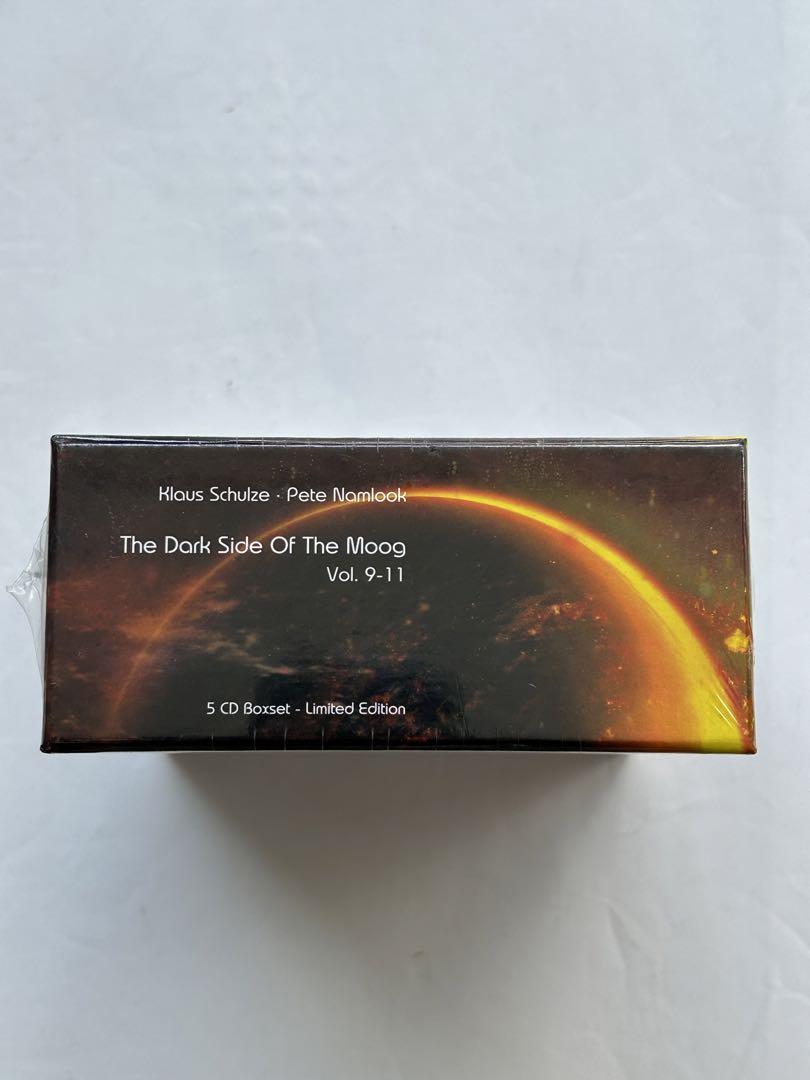 Klaus Schulze · Pete Namlook
The Dark Side Of The Moog
Vol. 9-11
5 CD Boxset - Limited Edition